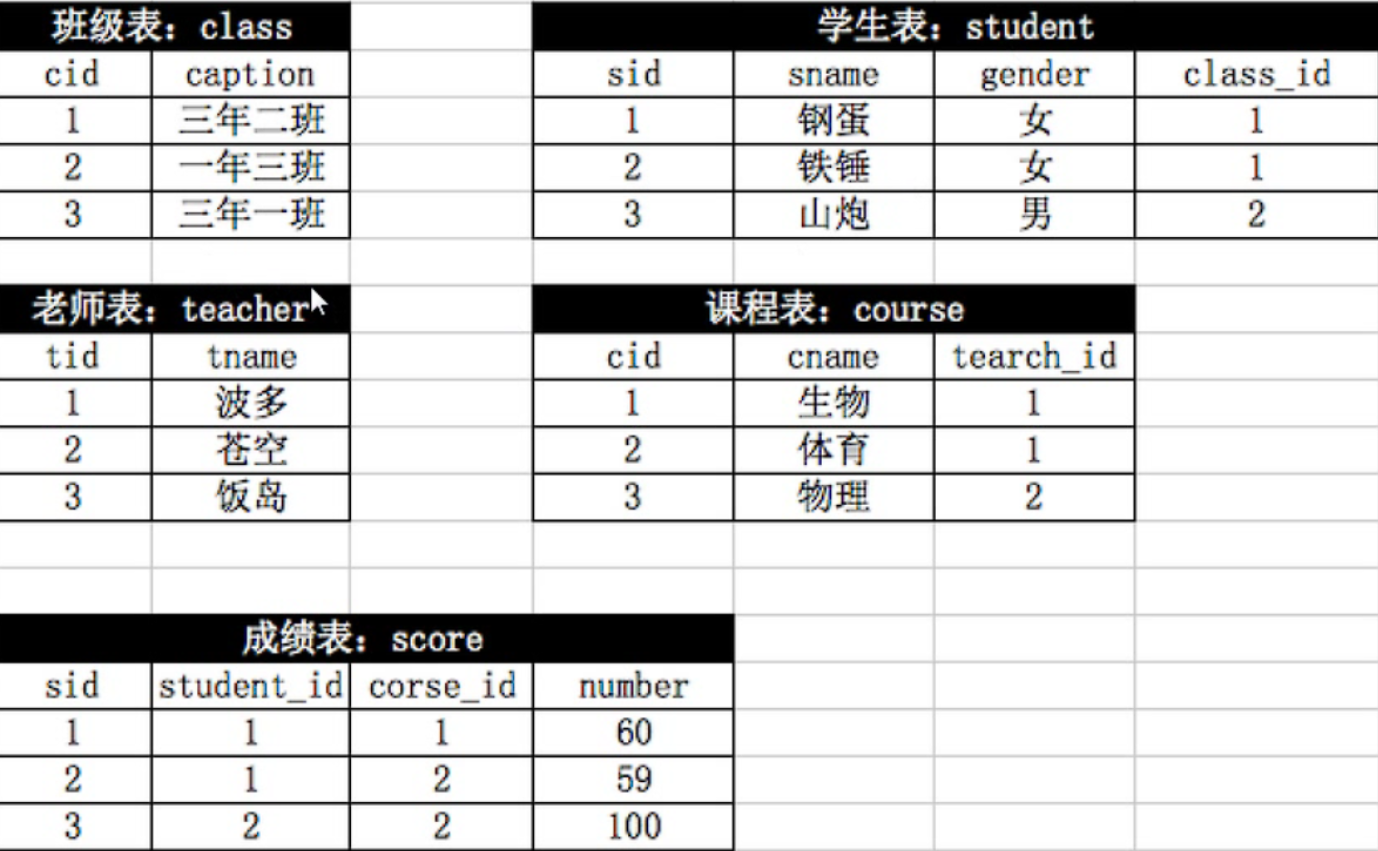 班级表：class
cid caption
1 三年二班
2 一年三班
3 三年一班
学生表：student
sid sname gender class_id
1 钢蛋 女 1
2 铁锤 女 1
3 山炮 男 2
老师表：teacher
tid tname
1 波多
2 苍空
3 饭岛
课程表：course
cid cname tearch_id
1 生物 1
2 体育 1
3 物理 2
成绩表：score
sid student_id corse_id number
1 1 1 60
2 1 2 59
3 2 2 100